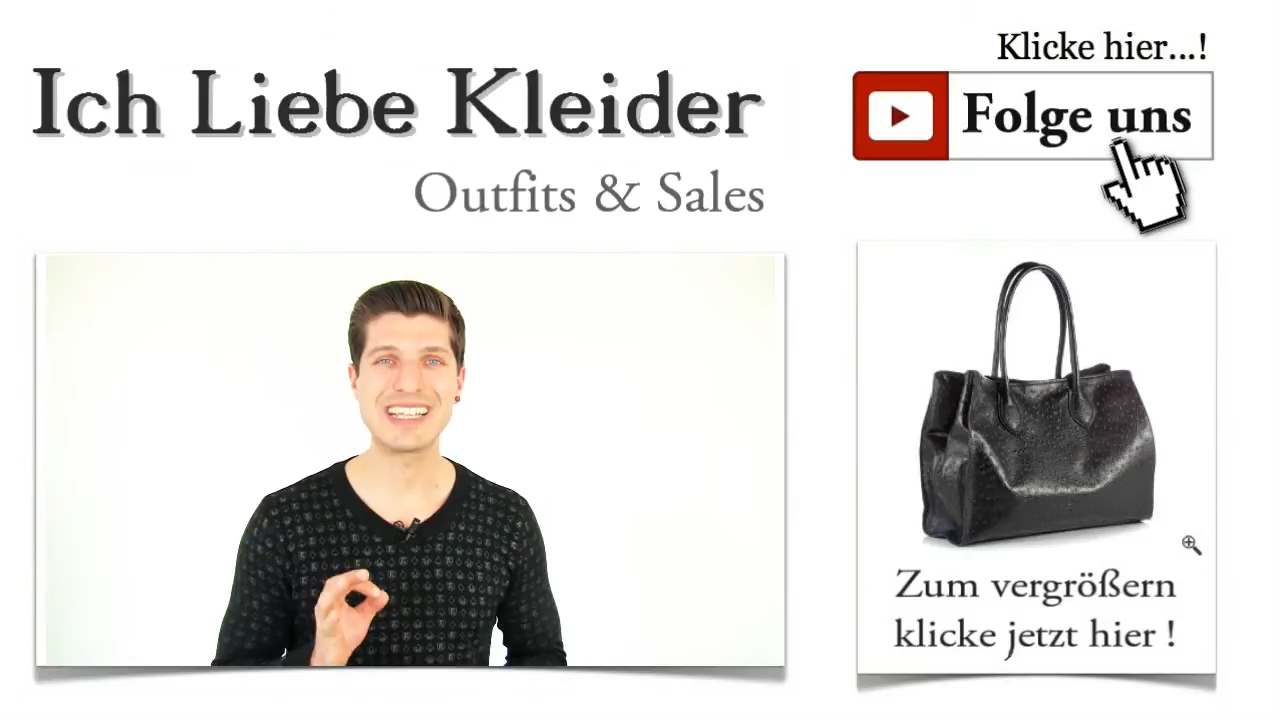 Ich Liebe Kleider
Outfits & Sales
Klicke hier...!
Folge uns
Zum vergrößern
klicke jetzt hier !